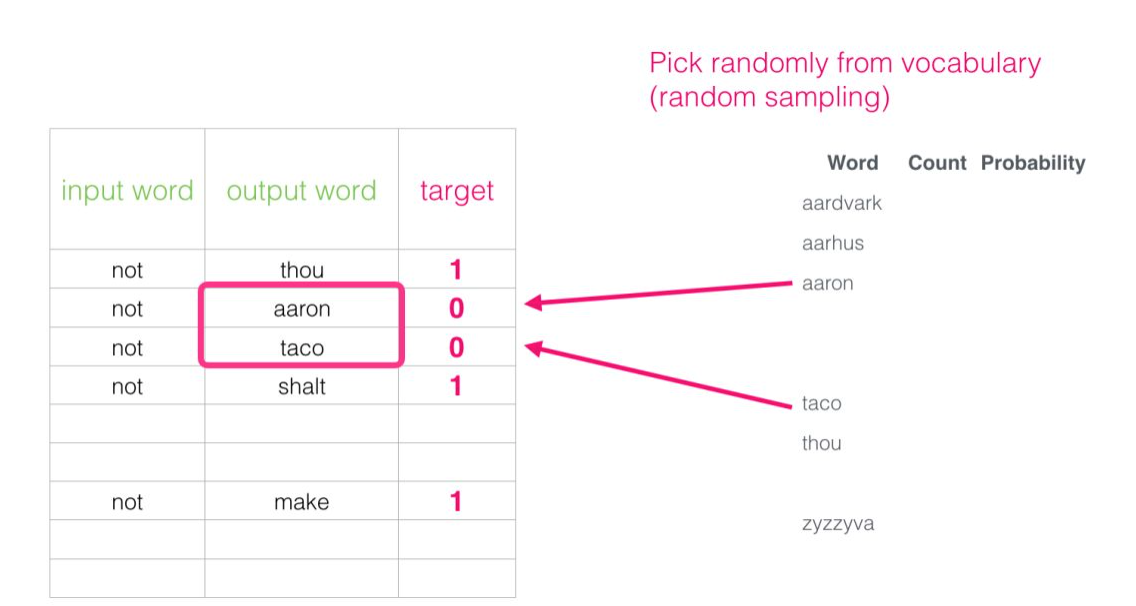 Pick randomly from vocabulary
(random sampling)
input word output word target
not thou 1
not aaron 0
not taco 0
not shalt 1
not make 1
Word Count Probability
aardvark
aarhus
aaron
taco
thou
zyzzyva